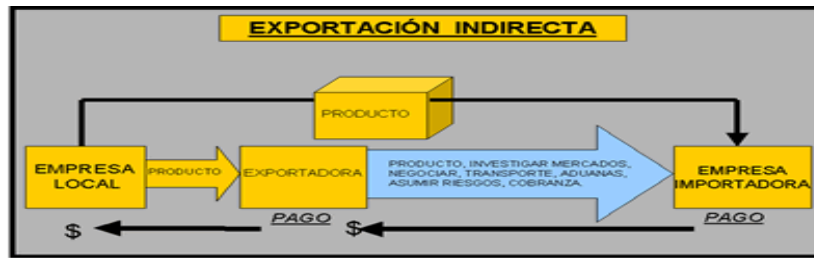 EXPORTACIÓN INDIRECTA
PRODUCTO
EMPRESA
LOCAL
PRODUCTO
EXPORTADORA
PRODUCTO, INVESTIGAR MERCADOS,
NEGOCIAR, TRANSPORTE, ADUANAS,
ASUMIR RIESGOS, COBRANZA.
EMPRESA
IMPORTADORA
$
PAGO
$
PAGO